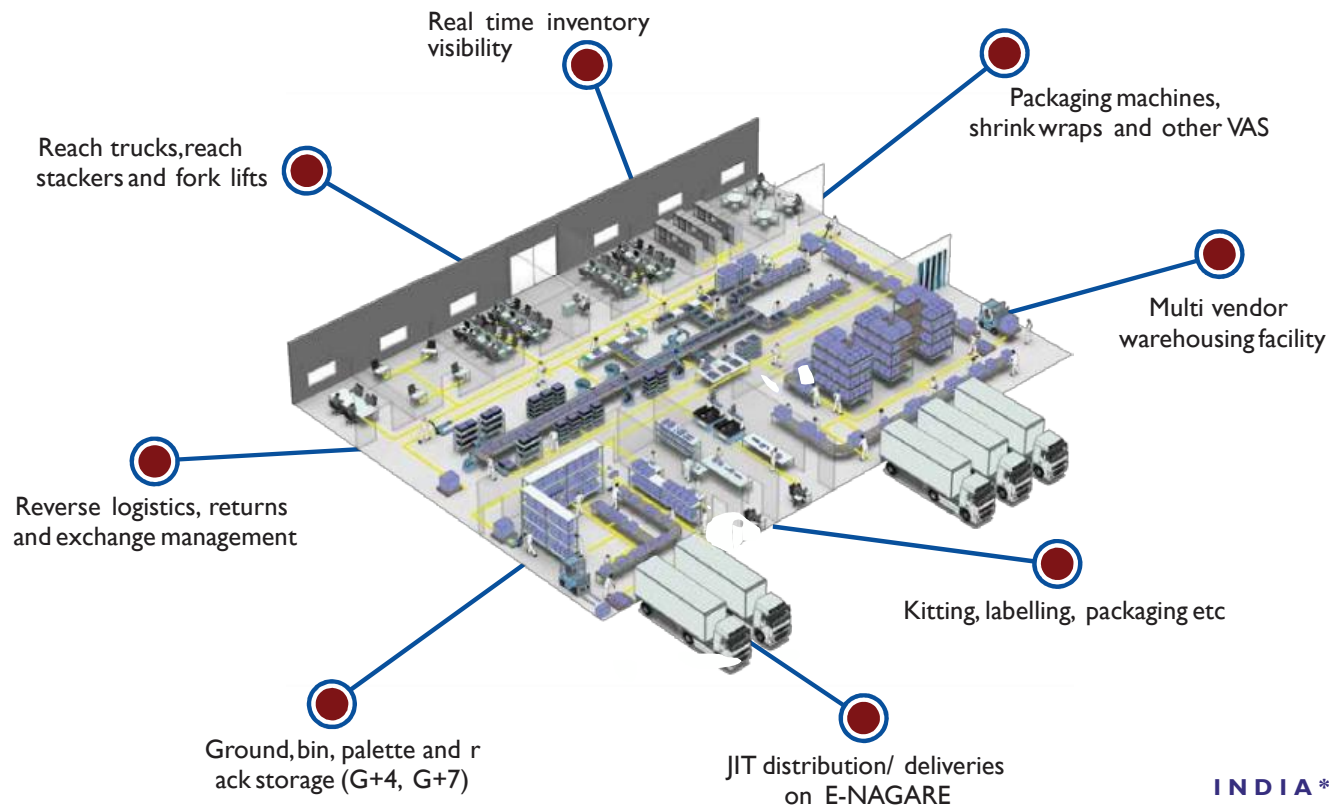 Real time inventory
visibility
Packaging machines,
shrink wraps and other VAS
Reach trucks,reach
stackers and fork lifts
Multi vendor
warehousing facility
Reverse logistics, returns
and exchange management
Kitting, labelling, packaging etc
Ground,bin, palette and r
ack storage (G+4, G+7)
JIT distribution/ deliveries
on E-NAGARE
INDIA*